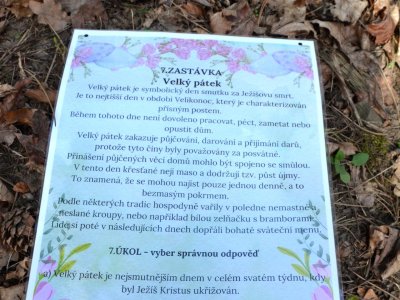 7.ZASTÁVKA
Velký pátek
Velký pátek je symbolický den smutku za Ježíšovu smrt.
Je to nejtišší den v období Velikonoc, který je charakterizován
přísným postem.
Během tohoto dne není dovoleno pracovat, péct, zametat nebo
opustit dům.
Velký pátek zakazuje půjčování, darování a přijímání darů,
protože tyto činy byly považovány za posvátné.
Přinášení půjčených věcí domů mohlo být spojeno se smůlou.
V tento den křesťané nejí maso a dodržují tzv. půst újmy.
To znamená, že se mohou najíst pouze jednou denně, a to
bezmasým pokrmem.
Podle některých tradic hospodyně vařily v poledne nemastné,
neslané kroupy, nebo například bílou zelňačku s bramborami.
Lidé si poté v následujících dnech dopřáli bohaté sváteční menu.
7.ÚKOL - vyber správnou odpověď
a) Velký pátek je nejsmutnějším dnem v celém svatém týdnu, kdy
byl Ježíš Kristus ukřižován.